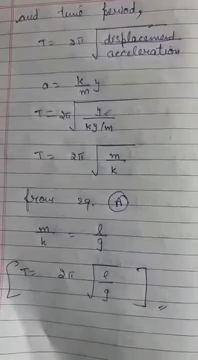 and time period,
T = 2π √(displacement / acceleration)
a = k/m y
T = 2π √(y / (ky/m))
T = 2π √(m/k)
from eq. (A)
m/k = l/g
[T = 2π √(l/g)]